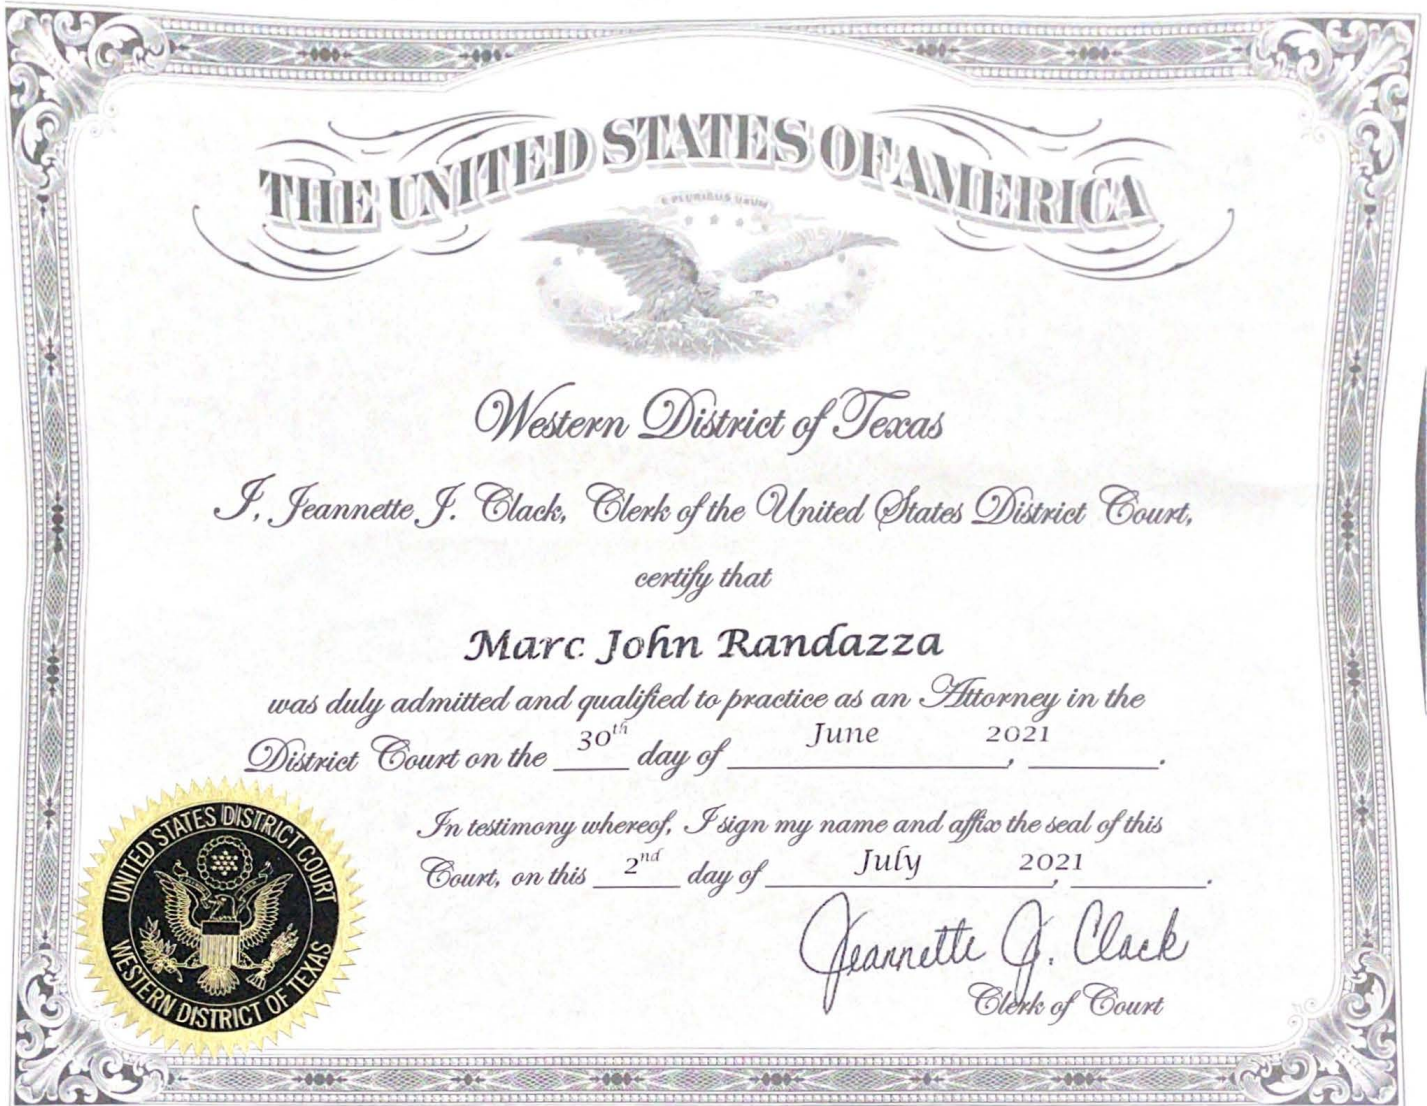 THE UNITED STATES OF AMERICA
E PLURIBUS UNUM
Western District of Texas
I, Jeannette J. Clack, Clerk of the United States District Court,
certify that
Marc John Randazza
was duly admitted and qualified to practice as an Attorney in the
District Court on the 30th day of June, 2021.
In testimony whereof, I sign my name and affix the seal of this
Court, on this 2nd day of July, 2021.
Jeannette J. Clack
Clerk of Court
UNITED STATES DISTRICT COURT
WESTERN DISTRICT OF TEXAS